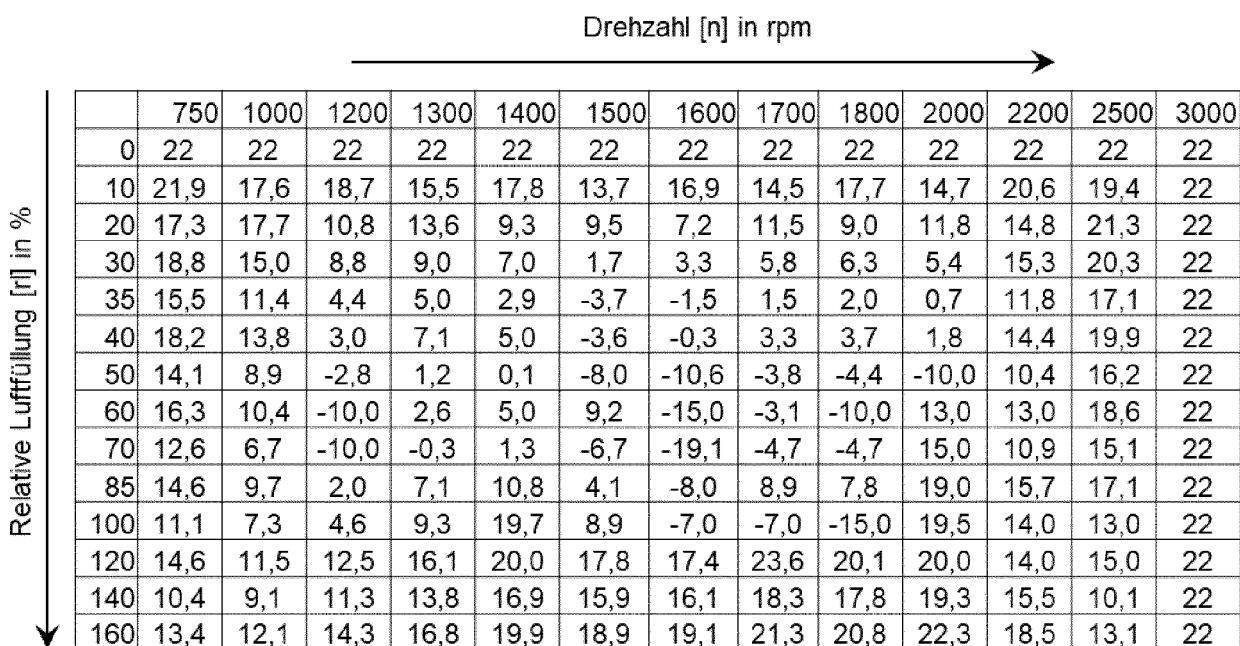 Drehzahl [n] in rpm
Relative Luftfüllung [rl] in %
750 1000 1200 1300 1400 1500 1600 1700 1800 2000 2200 2500 3000
0 22 22 22 22 22 22 22 22 22 22 22 22 22
10 21,9 17,6 18,7 15,5 17,8 13,7 16,9 14,5 17,7 14,7 20,6 19,4 22
20 17,3 17,7 10,8 13,6 9,3 9,5 7,2 11,5 9,0 11,8 14,8 21,3 22
30 18,8 15,0 8,8 9,0 7,0 1,7 3,3 5,8 6,3 5,4 15,3 20,3 22
35 15,5 11,4 4,4 5,0 2,9 -3,7 -1,5 1,5 2,0 0,7 11,8 17,1 22
40 18,2 13,8 3,0 7,1 5,0 -3,6 -0,3 3,3 3,7 1,8 14,4 19,9 22
50 14,1 8,9 -2,8 1,2 0,1 -8,0 -10,6 -3,8 -4,4 -10,0 10,4 16,2 22
60 16,3 10,4 -10,0 2,6 5,0 9,2 -15,0 -3,1 -10,0 13,0 13,0 18,6 22
70 12,6 6,7 -10,0 -0,3 1,3 -6,7 -19,1 -4,7 -4,7 15,0 10,9 15,1 22
85 14,6 9,7 2,0 7,1 10,8 4,1 -8,0 8,9 7,8 19,0 15,7 17,1 22
100 11,1 7,3 4,6 9,3 19,7 8,9 -7,0 -7,0 -15,0 19,5 14,0 13,0 22
120 14,6 11,5 12,5 16,1 20,0 17,8 17,4 23,6 20,1 20,0 14,0 15,0 22
140 10,4 9,1 11,3 13,8 16,9 15,9 16,1 18,3 17,8 19,3 15,5 10,1 22
160 13,4 12,1 14,3 16,8 19,9 18,9 19,1 21,3 20,8 22,3 18,5 13,1 22